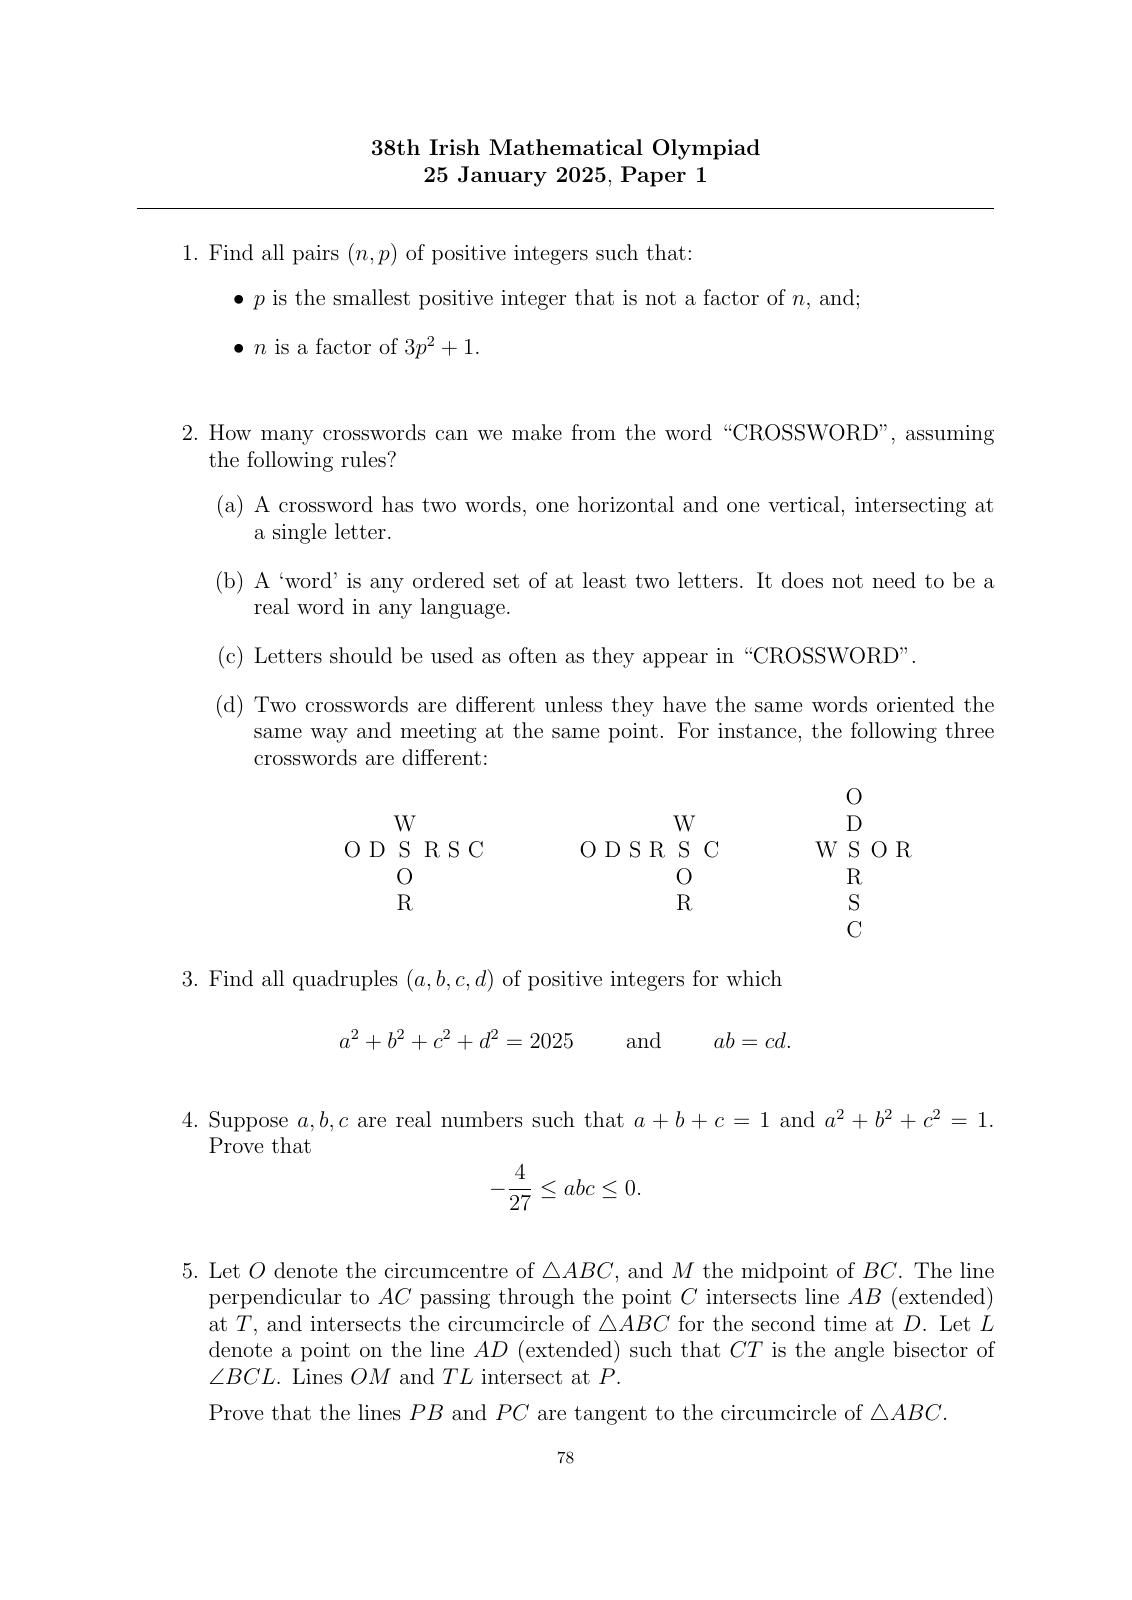 38th Irish Mathematical Olympiad
25 January 2025, Paper 1
1. Find all pairs (n, p) of positive integers such that:
• p is the smallest positive integer that is not a factor of n, and;
• n is a factor of 3p² + 1.
2. How many crosswords can we make from the word “CROSSWORD”, assuming
the following rules?
(a) A crossword has two words, one horizontal and one vertical, intersecting at
a single letter.
(b) A ‘word’ is any ordered set of at least two letters. It does not need to be a
real word in any language.
(c) Letters should be used as often as they appear in “CROSSWORD”.
(d) Two crosswords are different unless they have the same words oriented the
same way and meeting at the same point. For instance, the following three
crosswords are different:
O
W W D
O D S R S C O D S R S C W S O R
O O R
R R S
C
3. Find all quadruples (a, b, c, d) of positive integers for which
a² + b² + c² + d² = 2025 and ab = cd.
4. Suppose a, b, c are real numbers such that a + b + c = 1 and a² + b² + c² = 1.
Prove that
−4/27 ≤ abc ≤ 0.
5. Let O denote the circumcentre of △ABC, and M the midpoint of BC. The line
perpendicular to AC passing through the point C intersects line AB (extended)
at T, and intersects the circumcircle of △ABC for the second time at D. Let L
denote a point on the line AD (extended) such that CT is the angle bisector of
∠BCL. Lines OM and TL intersect at P.
Prove that the lines PB and PC are tangent to the circumcircle of △ABC.
78